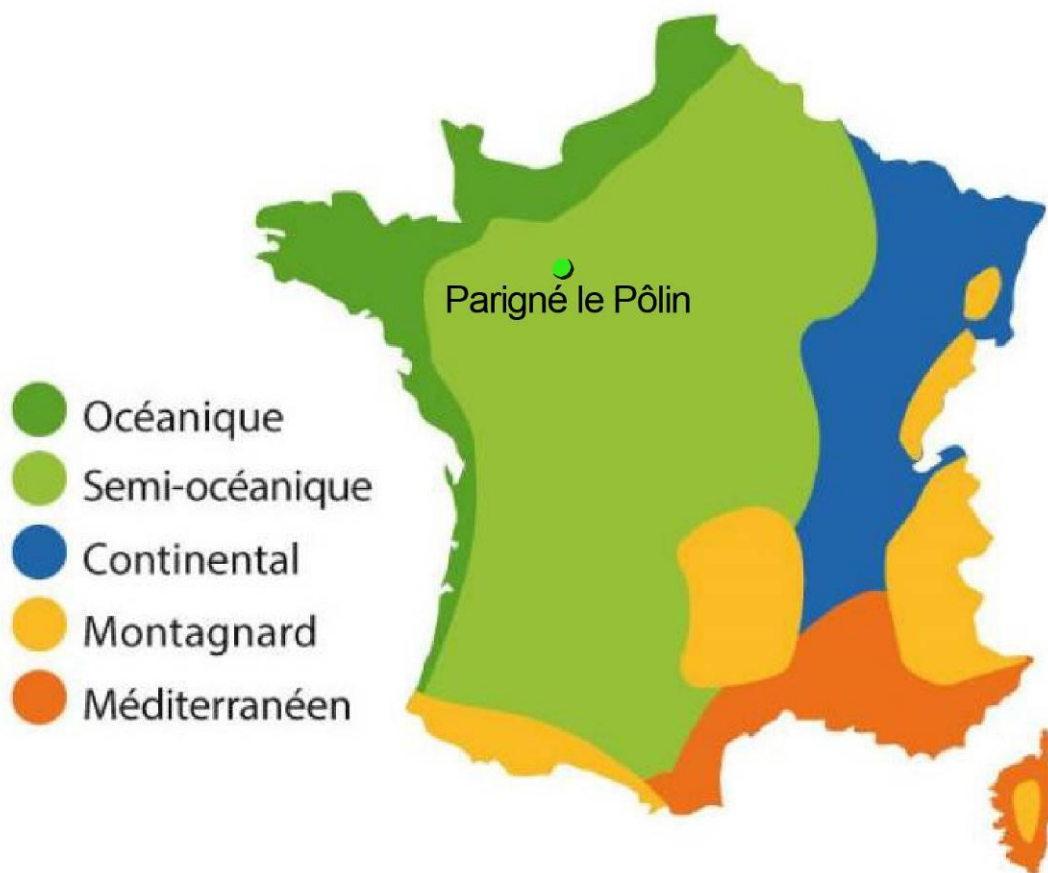 Parigné le Pôlin
Océanique
Semi-océanique
Continental
Montagnard
Méditerranéen